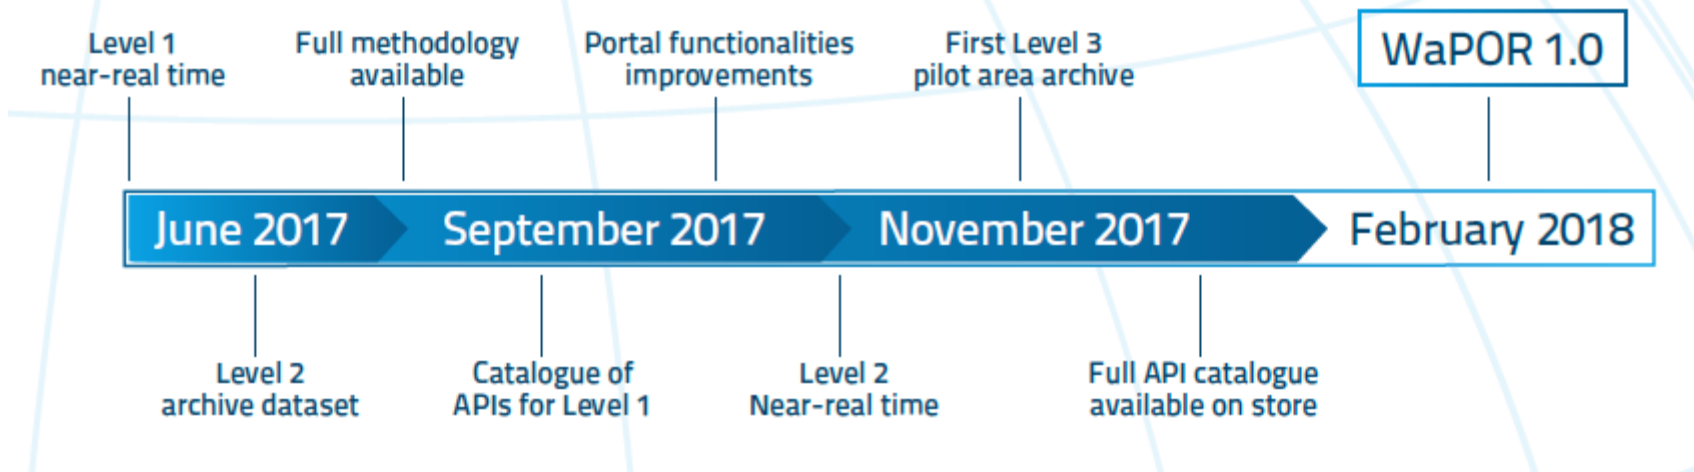 Level 1
near-real time
Full methodology
available
Portal functionalities
improvements
First Level 3
pilot area archive
WaPOR 1.0
June 2017
September 2017
November 2017
February 2018
Level 2
archive dataset
Catalogue of
APIs for Level 1
Level 2
Near-real time
Full API catalogue
available on store